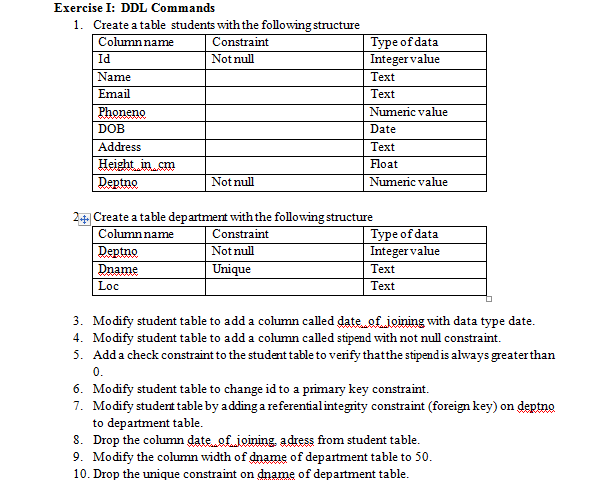 Exercise I: DDL Commands
1. Create a table students with the following structure
Column name Constraint Type of data
Id Not null Integer value
Name Text
Email Text
Phoneno Numeric value
DOB Date
Address Text
Height_in_cm Float
Deptno Not null Numeric value
2. Create a table department with the following structure
Column name Constraint Type of data
Deptno Not null Integer value
Dname Unique Text
Loc Text
3. Modify student table to add a column called date_of_joining with data type date.
4. Modify student table to add a column called stipend with not null constraint.
5. Add a check constraint to the student table to verify that the stipend is always greater than
0.
6. Modify student table to change id to a primary key constraint.
7. Modify student table by adding a referential integrity constraint (foreign key) on deptno
to department table.
8. Drop the column date_of_joining, adress from student table.
9. Modify the column width of dname of department table to 50.
10. Drop the unique constraint on dname of department table.